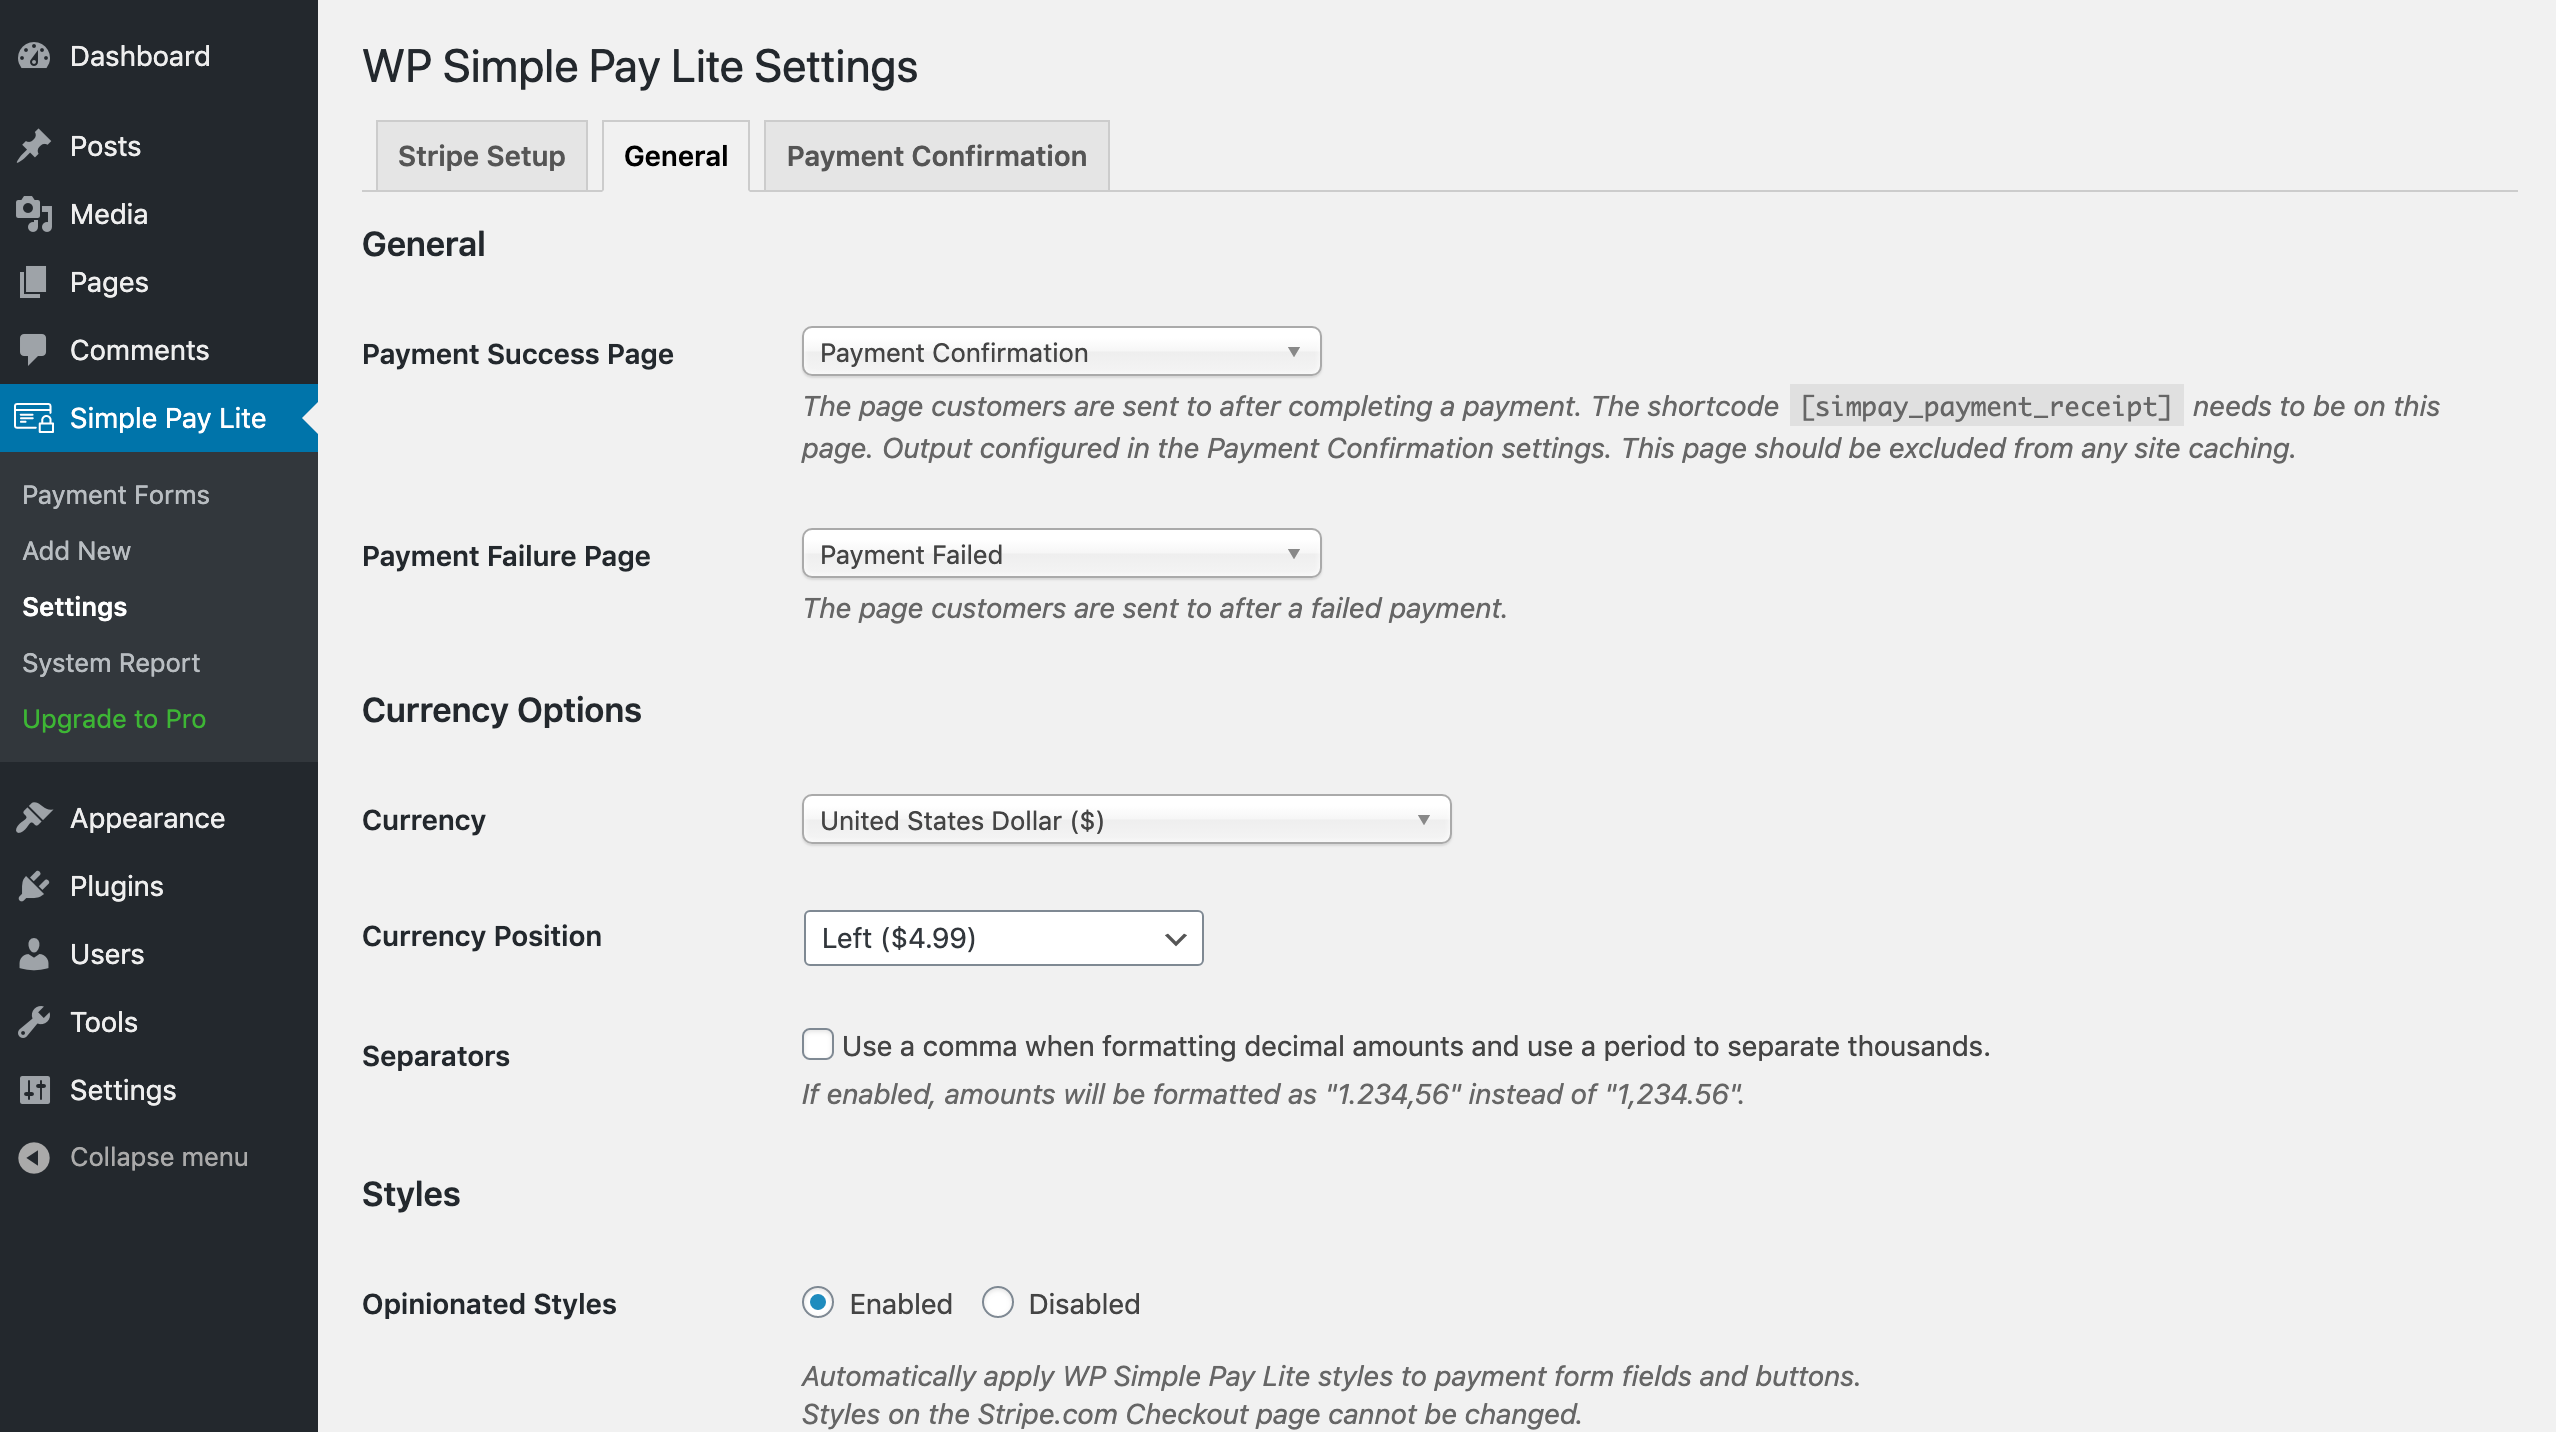 Dashboard
Posts
Media
Pages
Comments
Simple Pay Lite
Payment Forms
Add New
Settings
System Report
Upgrade to Pro
Appearance
Plugins
Users
Tools
Settings
Collapse menu
WP Simple Pay Lite Settings
Stripe Setup
General
Payment Confirmation
General
Payment Success Page
Payment Confirmation
The page customers are sent to after completing a payment. The shortcode [simpay_payment_receipt] needs to be on this
page. Output configured in the Payment Confirmation settings. This page should be excluded from any site caching.
Payment Failure Page
Payment Failed
The page customers are sent to after a failed payment.
Currency Options
Currency
United States Dollar ($)
Currency Position
Left ($4.99)
Separators
Use a comma when formatting decimal amounts and use a period to separate thousands.
If enabled, amounts will be formatted as "1.234,56" instead of "1,234.56".
Styles
Opinionated Styles
Enabled
Disabled
Automatically apply WP Simple Pay Lite styles to payment form fields and buttons.
Styles on the Stripe.com Checkout page cannot be changed.